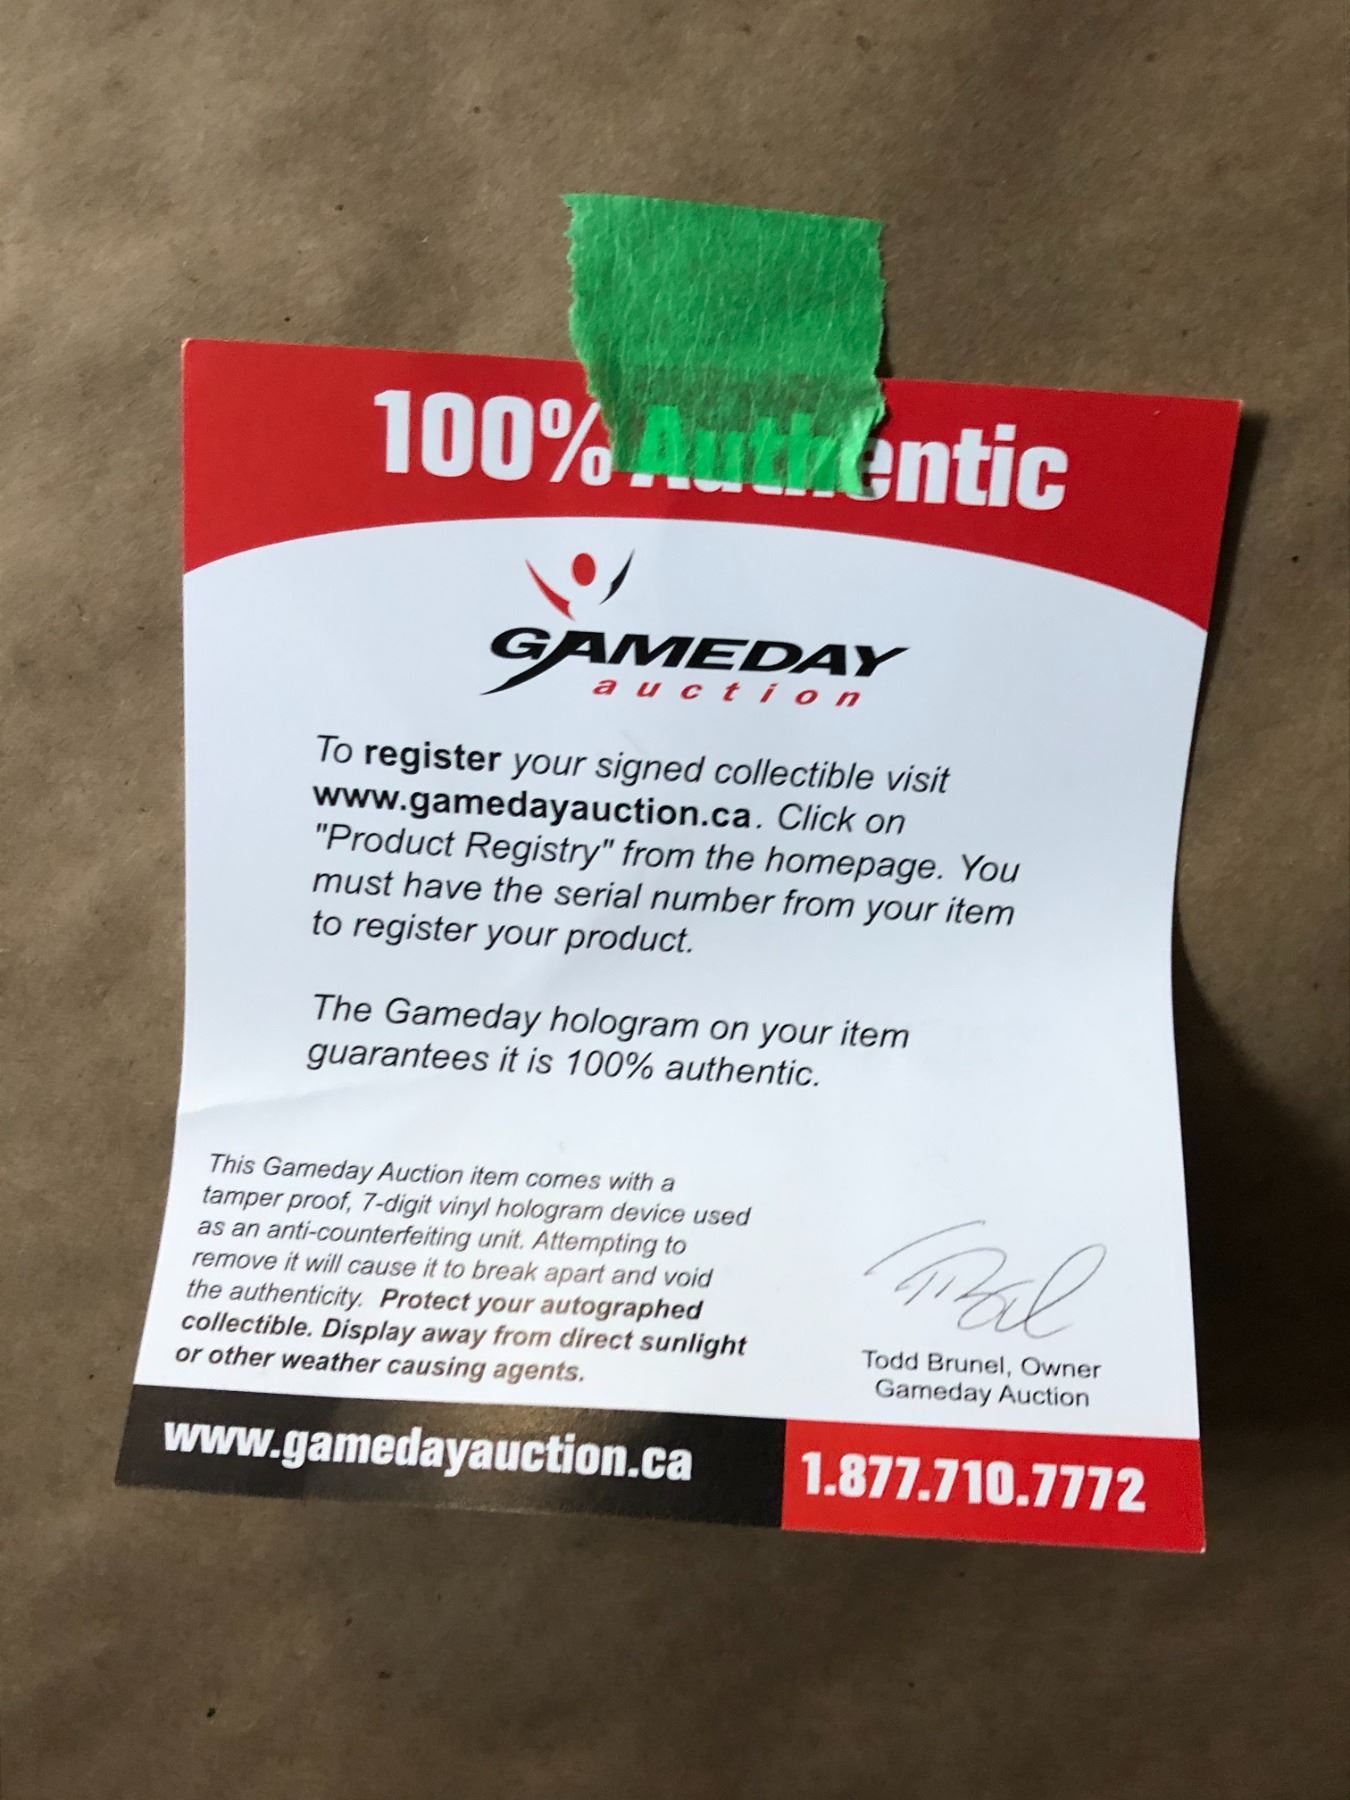 100% Authentic
GAMEDAY
auction
To register your signed collectible visit
www.gamedayauction.ca. Click on
"Product Registry" from the homepage. You
must have the serial number from your item
to register your product.
The Gameday hologram on your item
guarantees it is 100% authentic.
This Gameday Auction item comes with a
tamper proof, 7-digit vinyl hologram device used
as an anti-counterfeiting unit. Attempting to
remove it will cause it to break apart and void
the authenticity. Protect your autographed
collectible. Display away from direct sunlight
or other weather causing agents.
Todd Brunel, Owner
Gameday Auction
www.gamedayauction.ca
1.877.710.7772